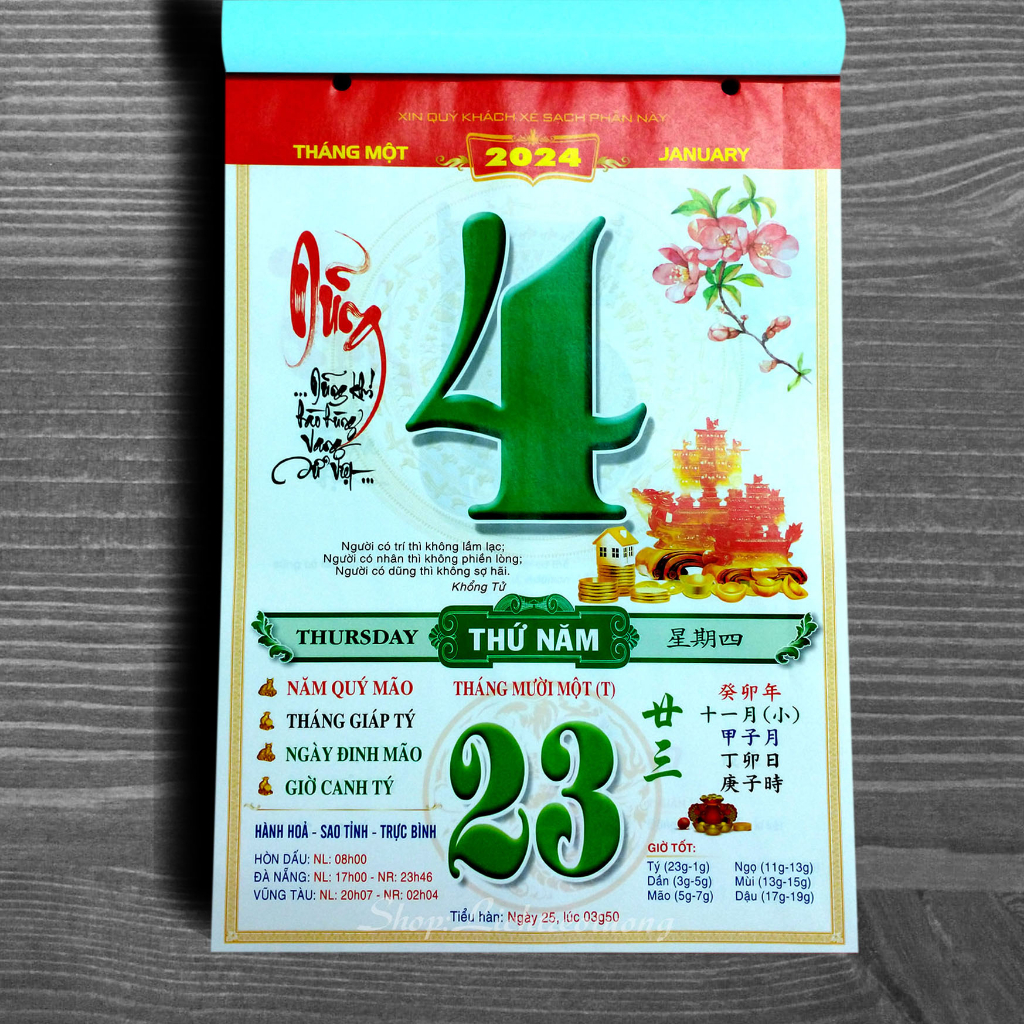 XIN QUÝ KHÁCH XÉ SẠCH PHẦN NÀY
THÁNG MỘT
2024
JANUARY
4
Dũng
Người có trí thì không lầm lạc;
Người có nhân thì không phiền lòng;
Người có dũng thì không sợ hãi.
Khổng Tử
THURSDAY
THỨ NĂM
星期四
NĂM QUÝ MÃO
THÁNG GIÁP TÝ
NGÀY ĐINH MÃO
GIỜ CANH TÝ
THÁNG MƯỜI MỘT (T)
23
廿三
癸卯年
十一月(小)
甲子月
丁卯日
庚子時
HÀNH HOẢ - SAO TỈNH - TRỰC BÌNH
HÒN DẤU: NL: 08h00
ĐÀ NẴNG: NL: 17h00 - NR: 23h46
VŨNG TÀU: NL: 20h07 - NR: 02h04
GIỜ TỐT:
Tý (23g-1g) Ngọ (11g-13g)
Dần (3g-5g) Mùi (13g-15g)
Mão (5g-7g) Dậu (17g-19g)
Tiểu hàn: Ngày 25, lúc 03g50